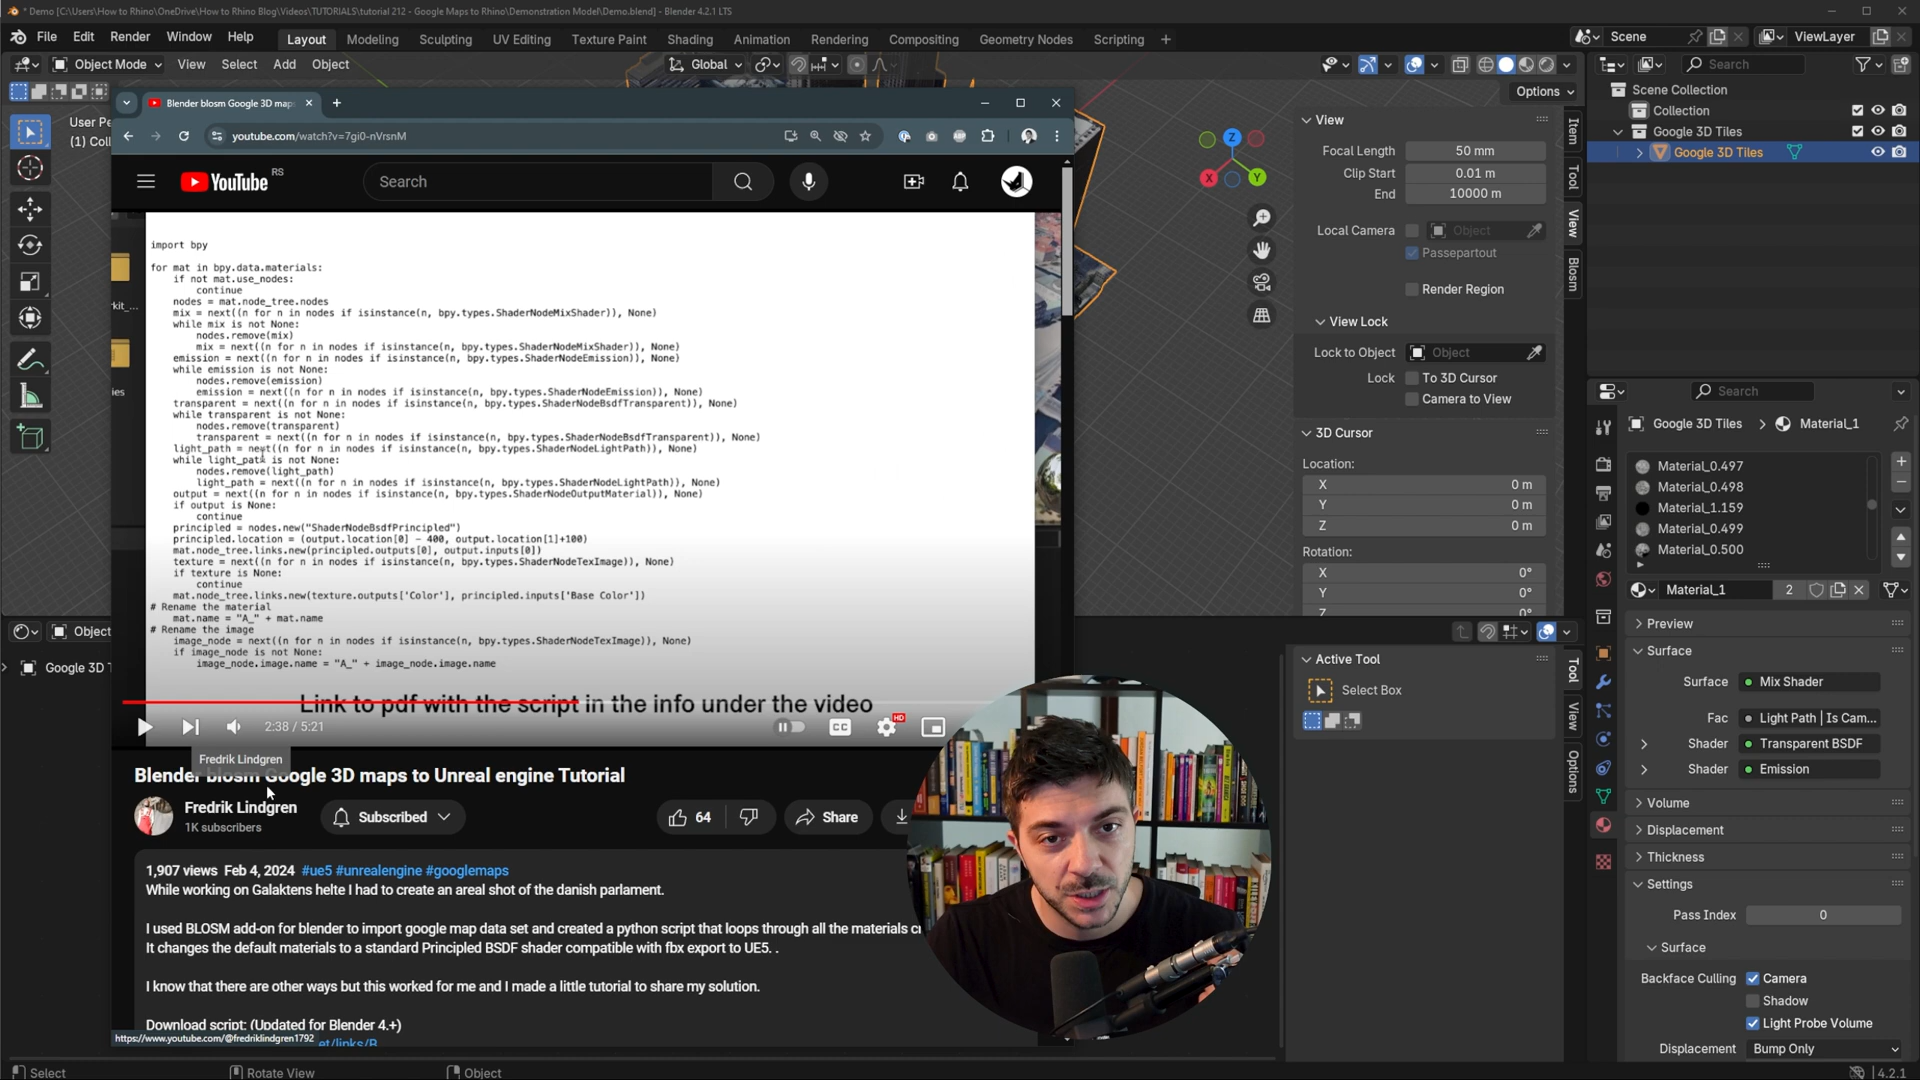 * Demo [C:\Users\How to Rhino\OneDrive\How to Rhino Blog\Videos\TUTORIALS\tutorial 212 - Google Maps to Rhino\Demonstration Model\Demo.blend] - Blender 4.2.1 LTS
File Edit Render Window Help Layout Modeling Sculpting UV Editing Texture Paint Shading Animation Rendering Compositing Geometry Nodes Scripting + Scene ViewLayer
Object Mode View Select Add Object Global Search
Options
Scene Collection
Collection
Google 3D Tiles
Google 3D Tiles
User Pe
(1) Coll
Blender blosm Google 3D maps
youtube.com/watch?v=7gi0-nVrsnM
YouTube RS
Search
import bpy
for mat in bpy.data.materials:
    if not mat.use_nodes:
        continue
    nodes = mat.node_tree.nodes
    mix = next((n for n in nodes if isinstance(n, bpy.types.ShaderNodeMixShader)), None)
    while mix is not None:
        nodes.remove(mix)
        mix = next((n for n in nodes if isinstance(n, bpy.types.ShaderNodeMixShader)), None)
    emission = next((n for n in nodes if isinstance(n, bpy.types.ShaderNodeEmission)), None)
    while emission is not None:
        nodes.remove(emission)
        emission = next((n for n in nodes if isinstance(n, bpy.types.ShaderNodeEmission)), None)
    transparent = next((n for n in nodes if isinstance(n, bpy.types.ShaderNodeBsdfTransparent)), None)
    while transparent is not None:
        nodes.remove(transparent)
        transparent = next((n for n in nodes if isinstance(n, bpy.types.ShaderNodeBsdfTransparent)), None)
    light_path = next((n for n in nodes if isinstance(n, bpy.types.ShaderNodeLightPath)), None)
    while light_path is not None:
        nodes.remove(light_path)
        light_path = next((n for n in nodes if isinstance(n, bpy.types.ShaderNodeLightPath)), None)
    output = next((n for n in nodes if isinstance(n, bpy.types.ShaderNodeOutputMaterial)), None)
    if output is None:
        continue
    principled = nodes.new("ShaderNodeBsdfPrincipled")
    principled.location = (output.location[0] - 400, output.location[1]+100)
    mat.node_tree.links.new(principled.outputs[0], output.inputs[0])
    texture = next((n for n in nodes if isinstance(n, bpy.types.ShaderNodeTexImage)), None)
    if texture is None:
        continue
    mat.node_tree.links.new(texture.outputs['Color'], principled.inputs['Base Color'])
# Rename the material
    mat.name = "A_" + mat.name
# Rename the image
    image_node = next((n for n in nodes if isinstance(n, bpy.types.ShaderNodeTexImage)), None)
    if image_node is not None:
        image_node.image.name = "A_" + image_node.image.name
Link to pdf with the script in the info under the video
2:38 / 5:21
CC
HD
kit_...
ies
Fredrik Lindgren
Blender blosm Google 3D maps to Unreal engine Tutorial
Fredrik Lindgren
1K subscribers
Subscribed
64
Share
1,907 views Feb 4, 2024 #ue5 #unrealengine #googlemaps
While working on Galaktens helte I had to create an areal shot of the danish parlament.
I used BLOSM add-on for blender to import google map data set and created a python script that loops through all the materials cr
It changes the default materials to a standard Principled BSDF shader compatible with fbx export to UE5. .
I know that there are other ways but this worked for me and I made a little tutorial to share my solution.
Download script: (Updated for Blender 4.+)
https://www.youtube.com/@fredriklindgren1792
et/links/B
Object
Google 3D T
Z
X
Y
View
Focal Length 50 mm
Clip Start 0.01 m
End 10000 m
Local Camera Object
Passepartout
Render Region
View Lock
Lock to Object Object
Lock To 3D Cursor
Camera to View
3D Cursor
Location:
X 0 m
Y 0 m
Z 0 m
Rotation:
X 0°
Y 0°
Z 0°
Item
Tool
View
Blosm
Active Tool
Select Box
Tool
View
Options
Search
Google 3D Tiles > Material_1
Material_0.497
Material_0.498
Material_1.159
Material_0.499
Material_0.500
Material_1 2
Preview
Surface
Surface Mix Shader
Fac Light Path | Is Cam...
Shader Transparent BSDF
Shader Emission
Volume
Displacement
Thickness
Settings
Pass Index 0
Surface
Backface Culling Camera
Shadow
Light Probe Volume
Displacement Bump Only
Select Rotate View Object 4.2.1